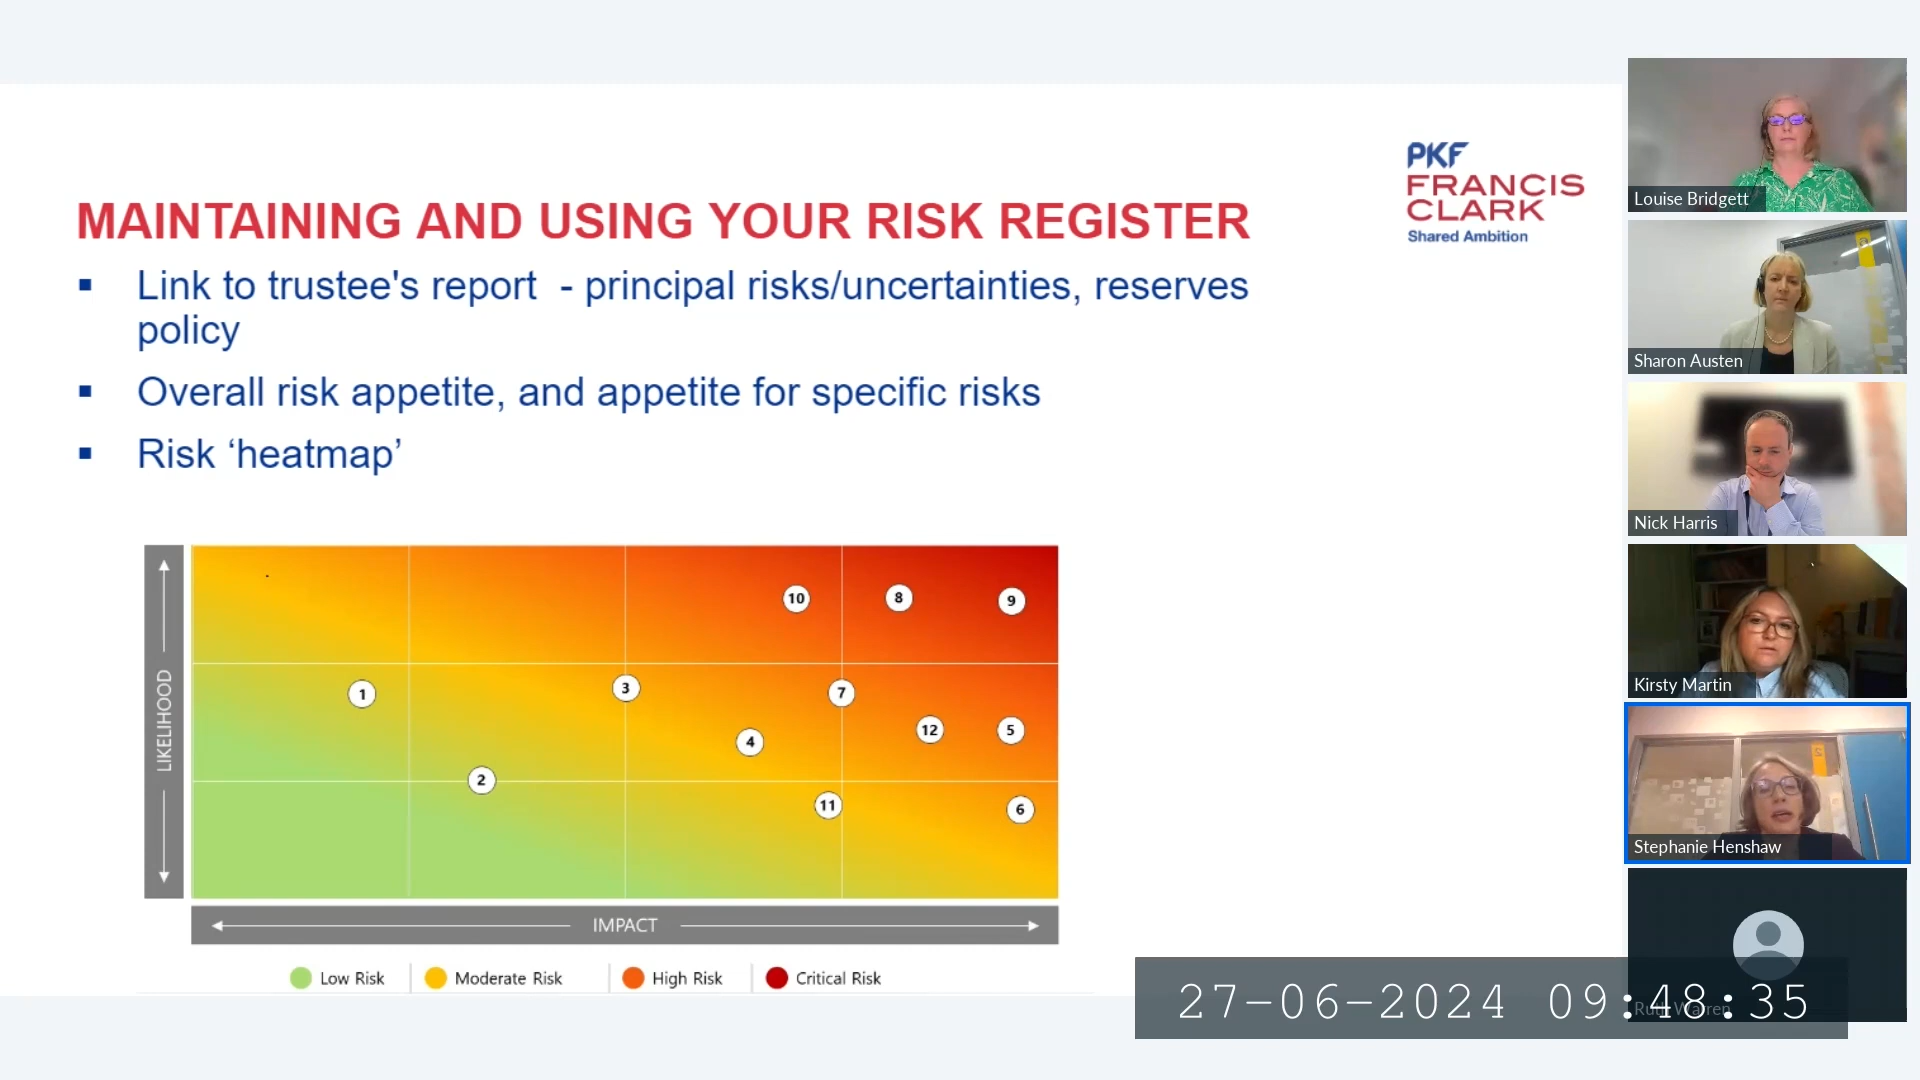 PKF
FRANCIS
CLARK
Shared Ambition
MAINTAINING AND USING YOUR RISK REGISTER
▪ Link to trustee's report - principal risks/uncertainties, reserves
policy
▪ Overall risk appetite, and appetite for specific risks
▪ Risk ‘heatmap’
LIKELIHOOD
10
8
9
1
3
7
4
12
5
2
11
6
IMPACT
Low Risk
Moderate Risk
High Risk
Critical Risk
Louise Bridgett
Sharon Austen
Nick Harris
Kirsty Martin
Stephanie Henshaw
Ruth Warren
27-06-2024 09:48:35